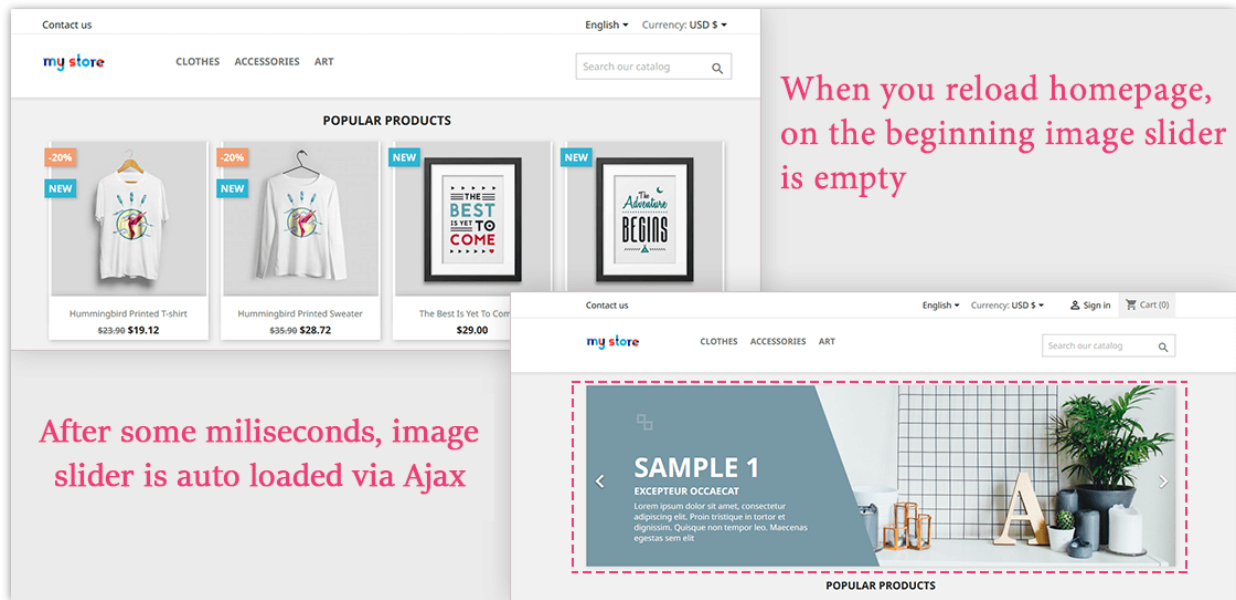 Contact us
English
Currency: USD $
my store
CLOTHES ACCESSORIES ART
Search our catalog
POPULAR PRODUCTS
-20%
NEW
-20%
NEW
NEW
THE
BEST
IS YET TO
COME
NEW
The
Adventure
BEGINS
Hummingbird Printed T-shirt
$23.90 $19.12
Hummingbird Printed Sweater
$35.90 $28.72
The Best Is Yet To Com
$29.00
When you reload homepage,
on the beginning image slider
is empty
After some miliseconds, image
slider is auto loaded via Ajax
Contact us
English
Currency: USD $
Sign in
Cart (0)
my store
CLOTHES ACCESSORIES ART
Search our catalog
SAMPLE 1
EXCEPTEUR OCCAECAT
Lorem ipsum dolor sit amet, consectetur
adipiscing elit. Proin tristique in tortor et
dignissim. Quisque non tempor leo. Maecenas
egestas sem elit
A
POPULAR PRODUCTS